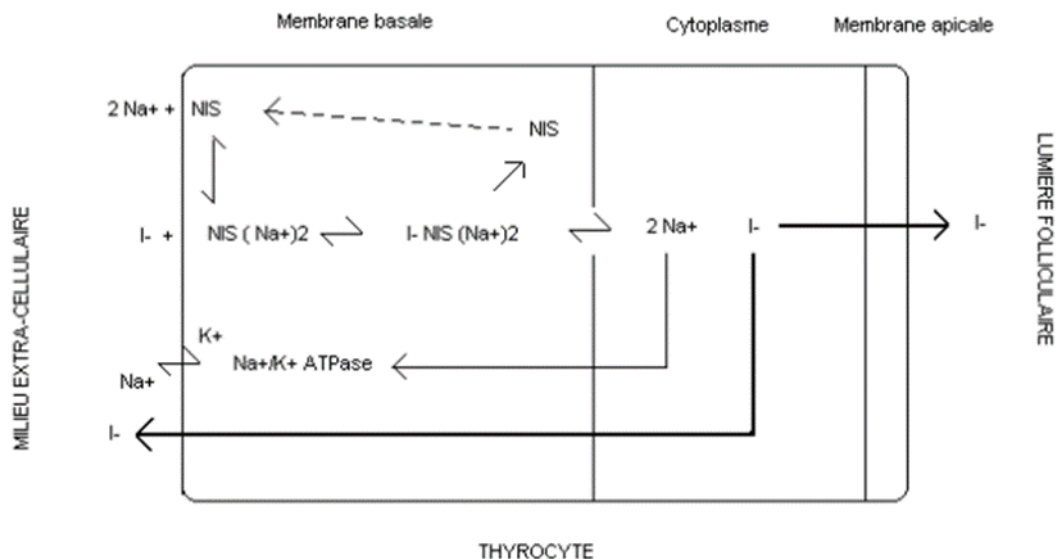 Membrane basale
Cytoplasme
Membrane apicale
2 Na+ + NIS
NIS
I- + NIS ( Na+)2
I- NIS (Na+)2
2 Na+
I-
I-
K+
Na+/K+ ATPase
Na+
I-
MILIEU EXTRA-CELLULAIRE
LUMIERE FOLLICULAIRE
THYROCYTE